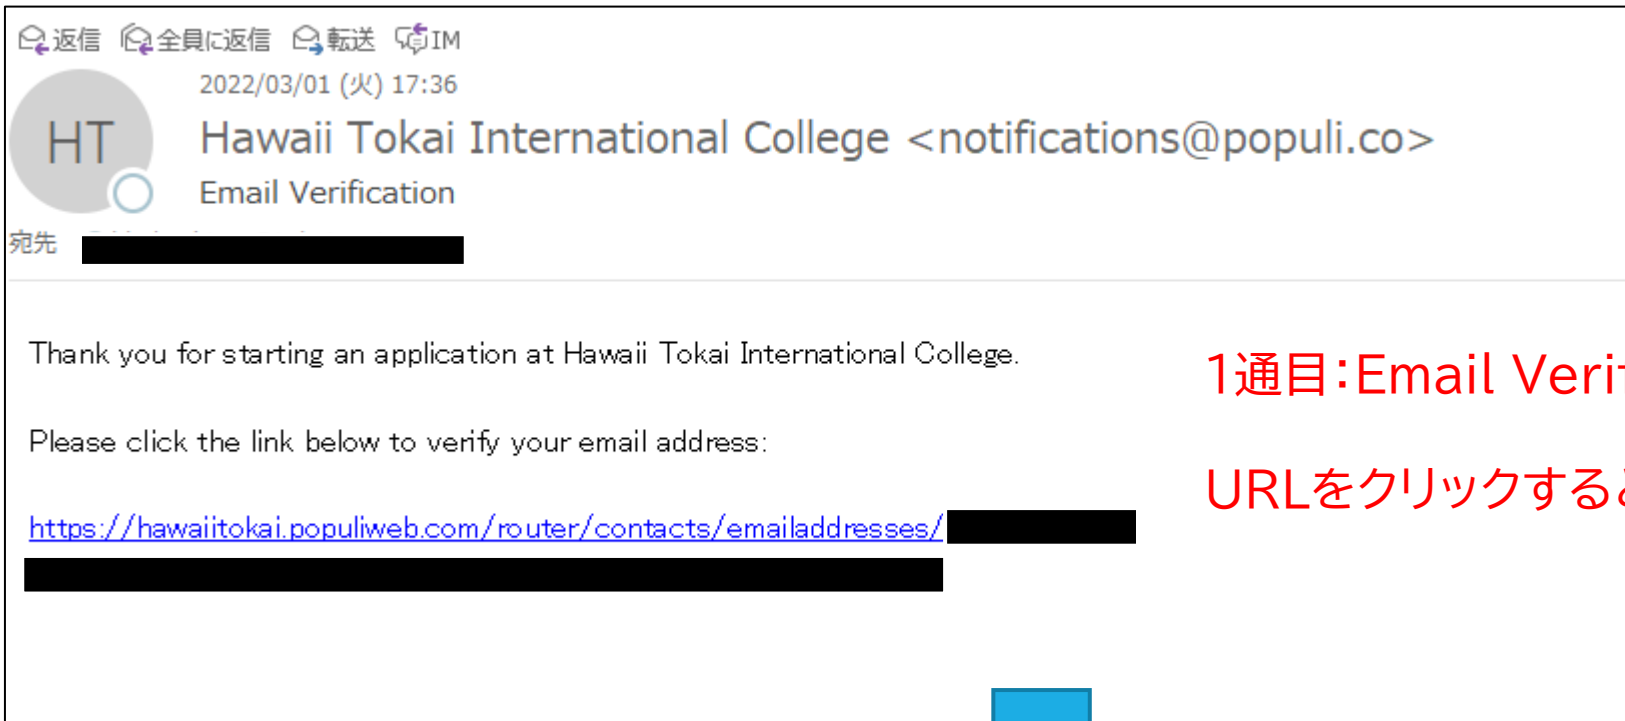 返信 全員に返信 転送 IM
2022/03/01 (火) 17:36
HT
Hawaii Tokai International College <notifications@populi.co>
Email Verification
宛先
Thank you for starting an application at Hawaii Tokai International College.
1通目:Email Veri
Please click the link below to verify your email address:
URLをクリックする
https://hawaiitokai.populiweb.com/router/contacts/emailaddresses/